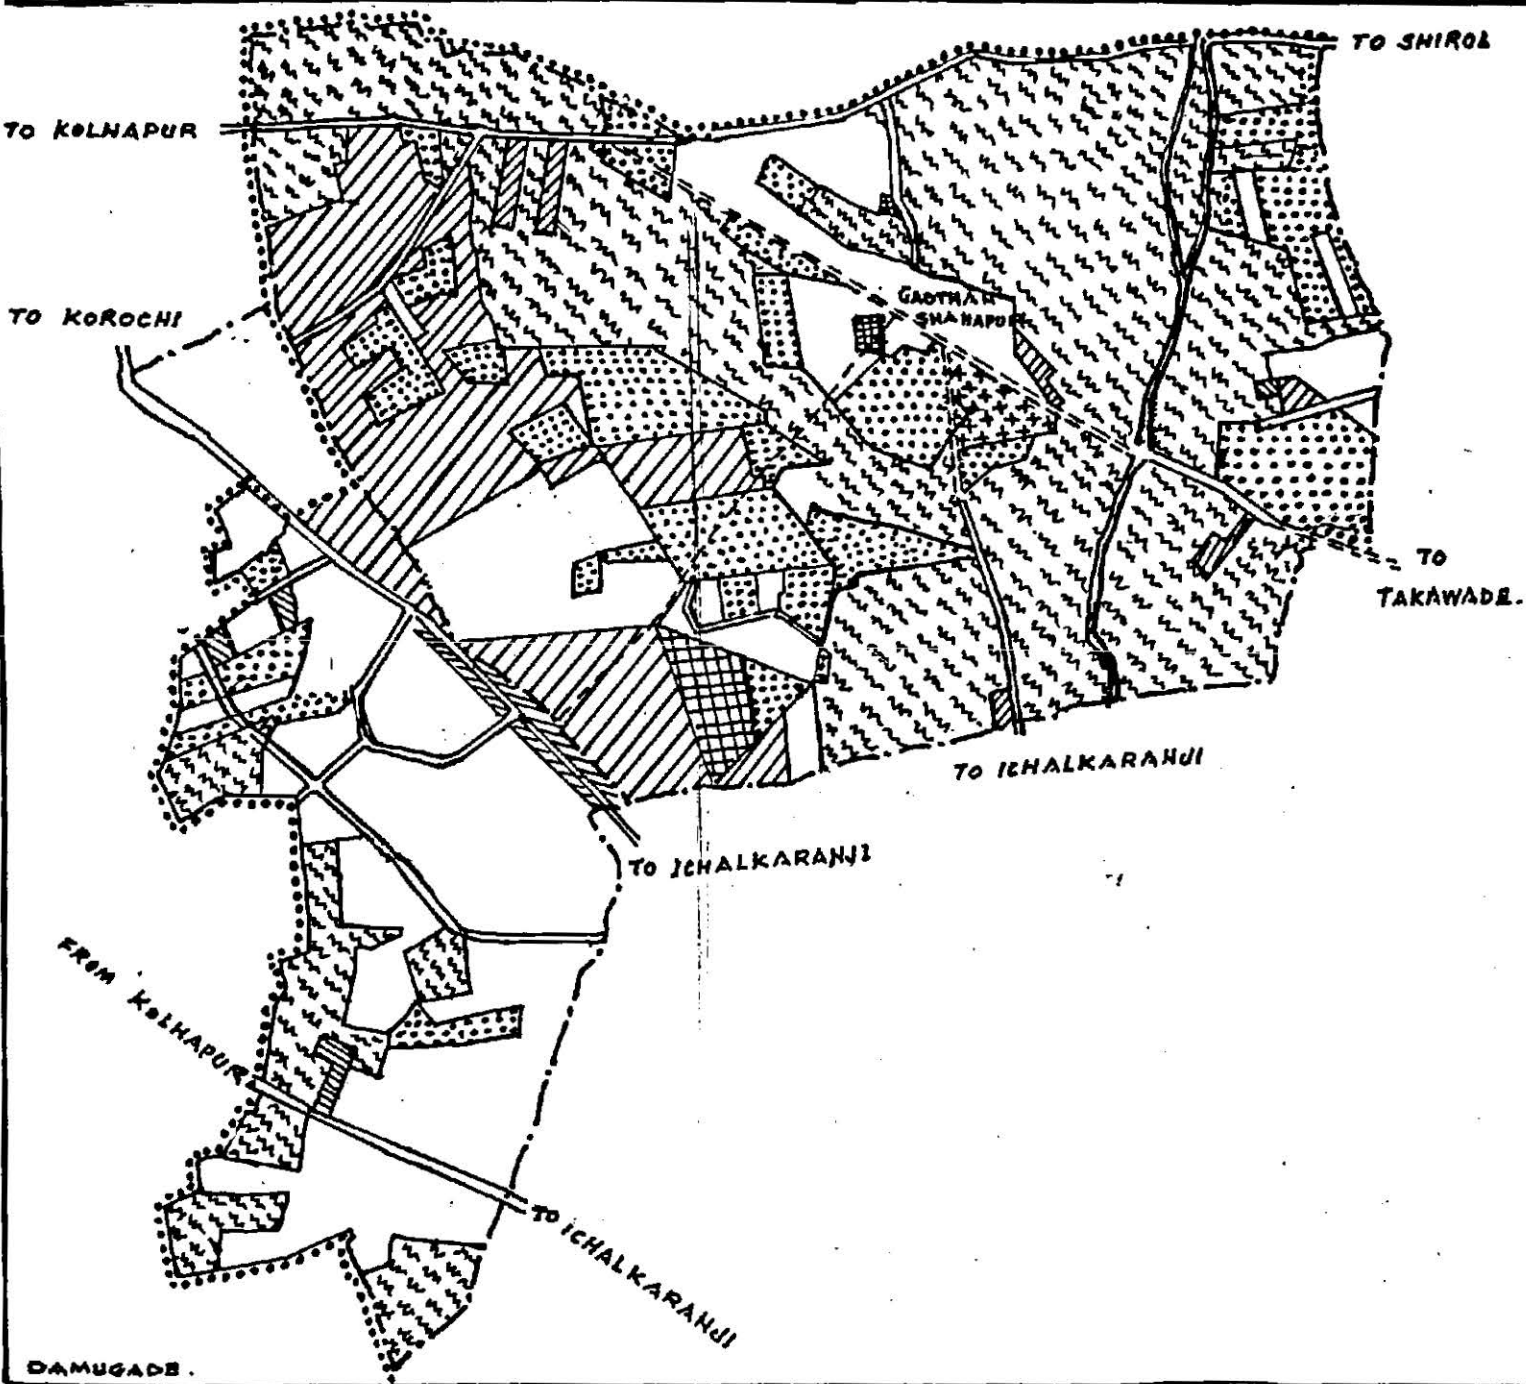 TO SHIROL
TO KOLHAPUR
TO KOROCHI
GAOTHAN
SHAHAPUR
TO
TAKAWADE.
TO ICHALKARANJI
TO ICHALKARANJI
FROM KOLHAPUR
TO ICHALKARANJI
DAMUGADE.